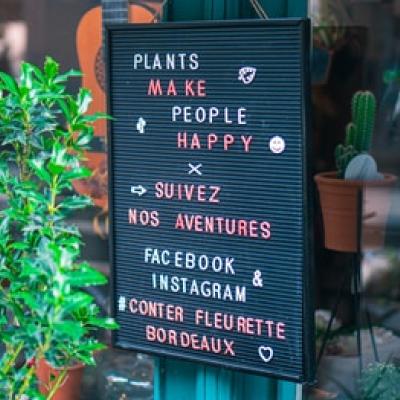 PLANTS
MAKE
PEOPLE
HAPPY
×
⇨ SUIVEZ
NOS AVENTURES
FACEBOOK
&
INSTAGRAM
#CONTER FLEURETTE
BORDEAUX